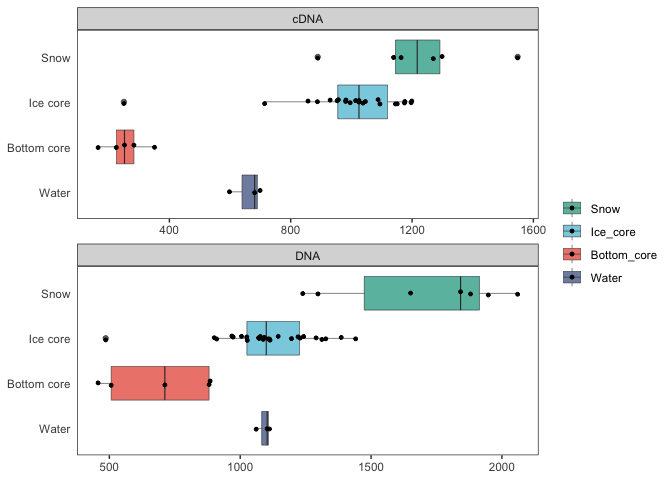 cDNA
Snow
Ice core
Bottom core
Water
400 800 1200 1600
DNA
Snow
Ice core
Bottom core
Water
500 1000 1500 2000
Snow
Ice_core
Bottom_core
Water